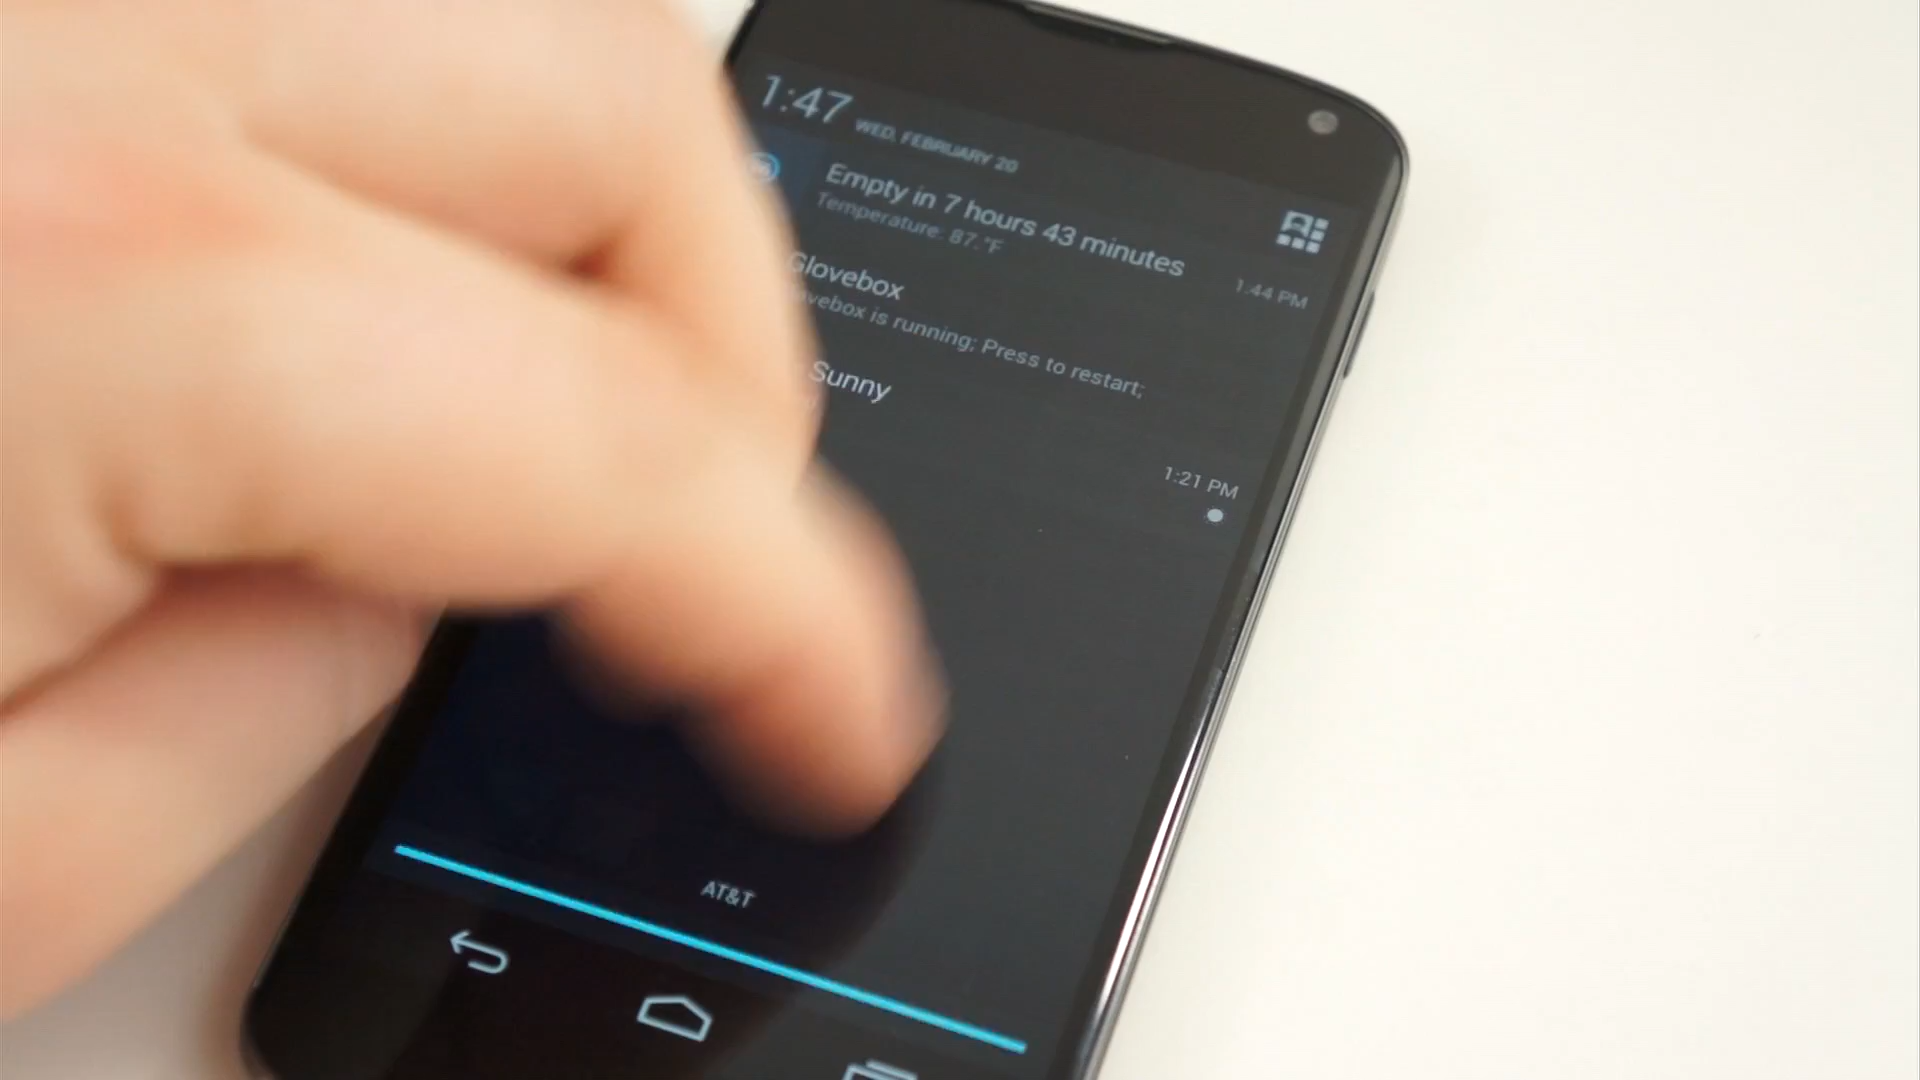 1:47 WED, FEBRUARY 20
Empty in 7 hours 43 minutes
Temperature: 87.°F
1:44 PM
Glovebox
ovebox is running; Press to restart;
Sunny
1:21 PM
AT&T